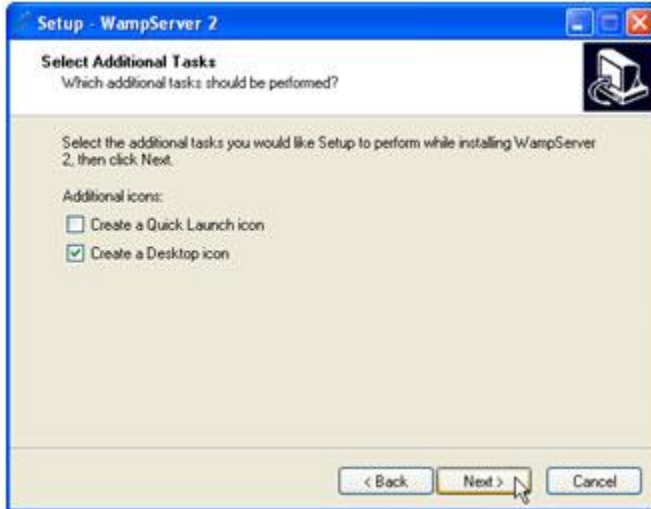 Setup - WampServer 2
Select Additional Tasks
Which additional tasks should be performed?
Select the additional tasks you would like Setup to perform while installing WampServer
2, then click Next.
Additional icons:
Create a Quick Launch icon
Create a Desktop icon
< Back Next > Cancel